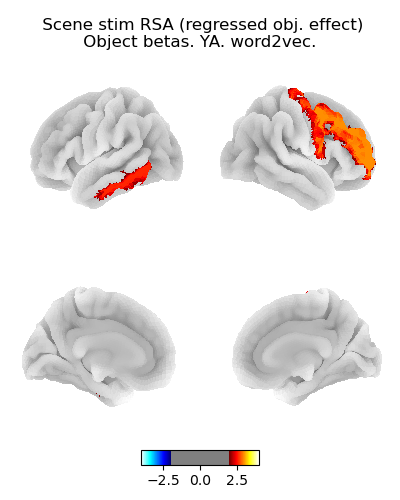 Scene stim RSA (regressed obj. effect)
Object betas. YA. word2vec.
−2.5 0.0 2.5